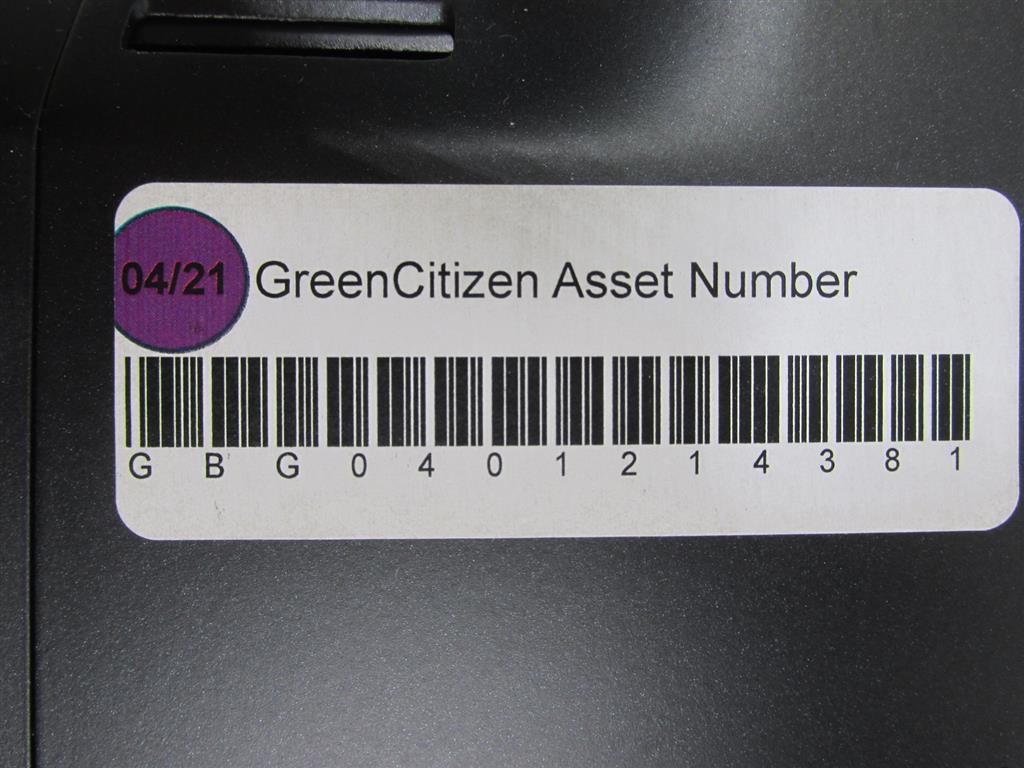 04/21 GreenCitizen Asset Number
G B G 0 4 0 1 2 1 4 3 8 1